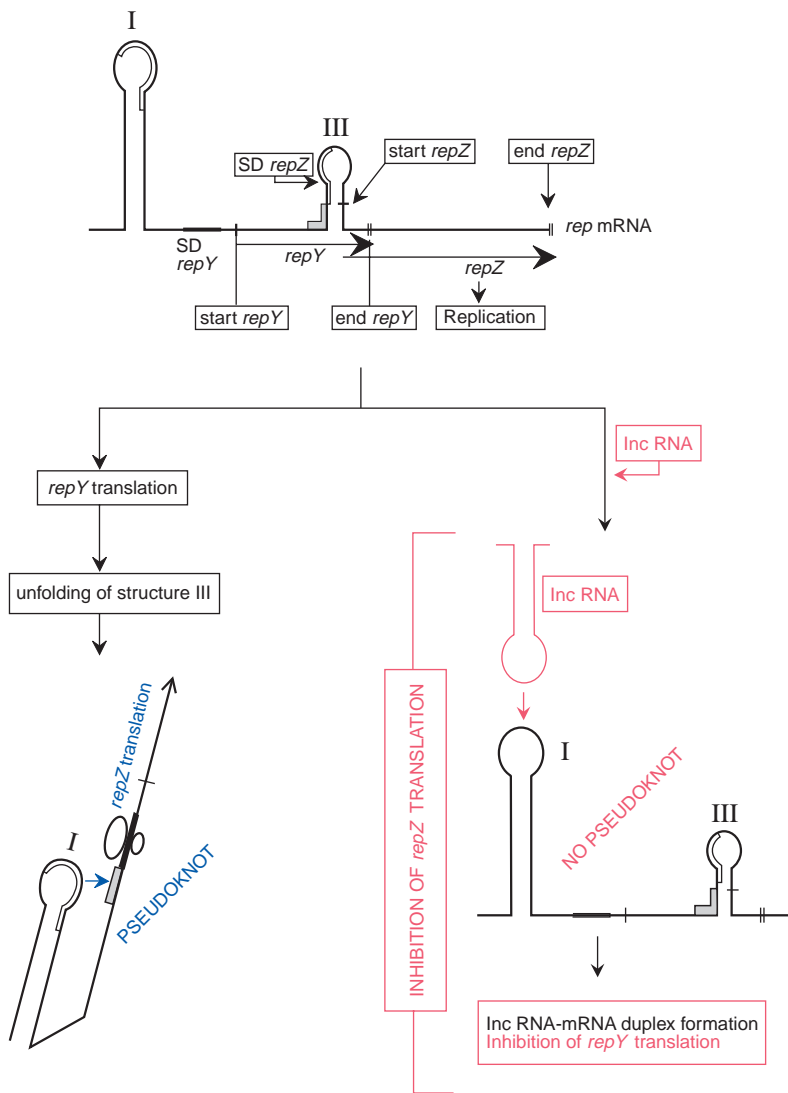 I
III
SD repZ
start repZ
end repZ
rep mRNA
SD
repY
repY
repZ
start repY
end repY
Replication
Inc RNA
repY translation
unfolding of structure III
Inc RNA
repZ translation
I
PSEUDOKNOT
INHIBITION OF repZ TRANSLATION
I
NO PSEUDOKNOT
III
Inc RNA-mRNA duplex formation
Inhibition of repY translation